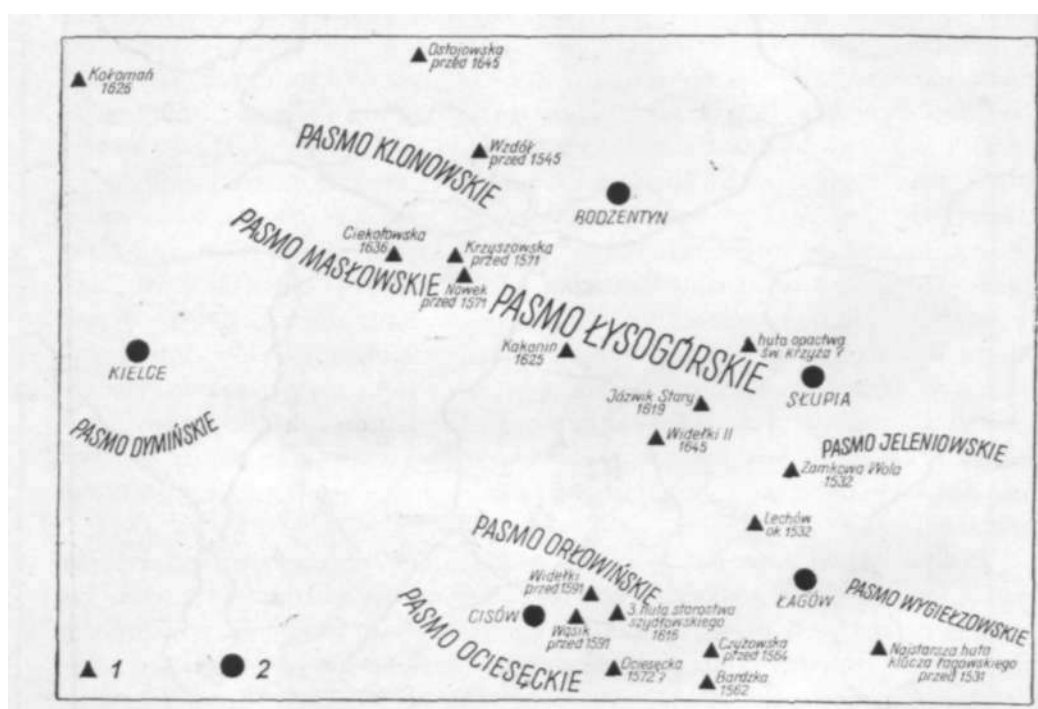 Ostojowska
przed 1645
Kołomań
1626
Wzdół
przed 1545
PASMO KLONOWSKIE
BODZENTYN
Ciekołowska
1636
Krzyszowska
przed 1571
PASMO MASŁOWSKIE
Nowek
przed 1571
PASMO ŁYSOGÓRSKIE
Kakonin
1625
huta opactwa
św. krzyża ?
KIELCE
SŁUPIA
Józwik Stary
1619
PASMO DYMIŃSKIE
Widełki II
1645
PASMO JELENIOWSKIE
Zamkowa Wola
1532
Lechów
ok 1532
PASMO ORŁOWIŃSKIE
Widełki
przed 1591
ŁAGÓW
PASMO WYGIEŁZOWSKIE
CISÓW
3. huta starostwa
szydłowskiego
1616
Wąsik
przed 1591
PASMO OCIESĘCKIE
Czyżowska
przed 1564
Najstarsza huta
klucza łagowskiego
przed 1531
Ociesęcka
1572 ?
Bardzka
1562
1
2